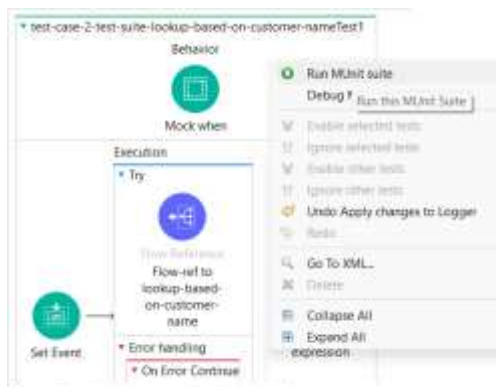 test-case-2-test-suite-lookup-based-on-customer-nameTest1
Behavior
Mock when
Execution
Try
Flow Reference
Flow-ref to
lookup-based-
on-customer-
name
Set Event
Error handling
On Error Continue
expression
Run MUnit suite
Debug
Run this MUnit Suite
Enable selected tests
Ignore selected tests
Enable other tests
Ignore other tests
Undo Apply changes to Logger
Redo
Go To XML...
Delete
Collapse All
Expand All